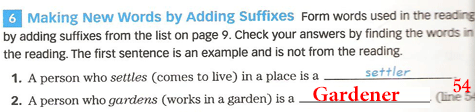 6 Making New Words by Adding Suffixes Form words used in the reading
by adding suffixes from the list on page 9. Check your answers by finding the words in
the reading. The first sentence is an example and is not from the reading.
1. A person who settles (comes to live) in a place is a settler
54
2. A person who gardens (works in a garden) is a Gardener (line